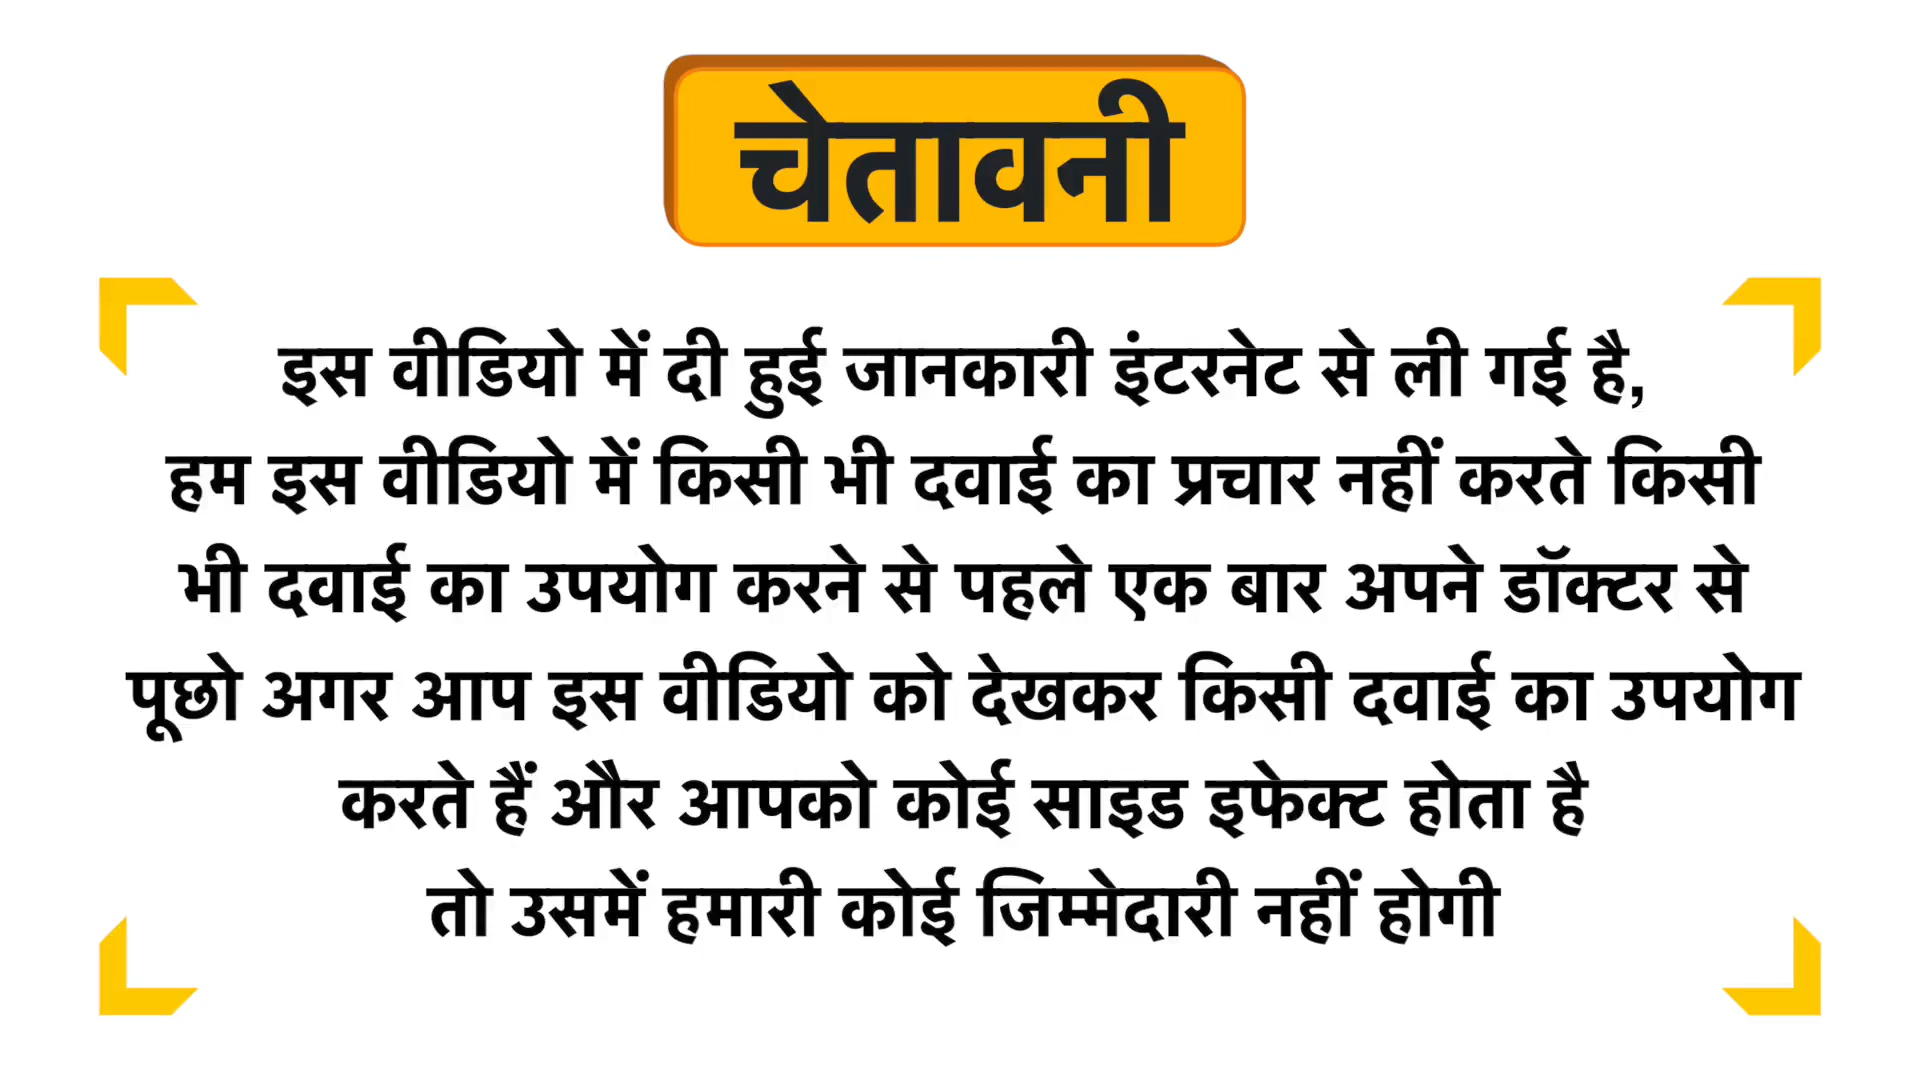 चेतावनी
इस वीडियो में दी हुई जानकारी इंटरनेट से ली गई है,
हम इस वीडियो में किसी भी दवाई का प्रचार नहीं करते किसी
भी दवाई का उपयोग करने से पहले एक बार अपने डॉक्टर से
पूछो अगर आप इस वीडियो को देखकर किसी दवाई का उपयोग
करते हैं और आपको कोई साइड इफेक्ट होता है
तो उसमें हमारी कोई जिम्मेदारी नहीं होगी